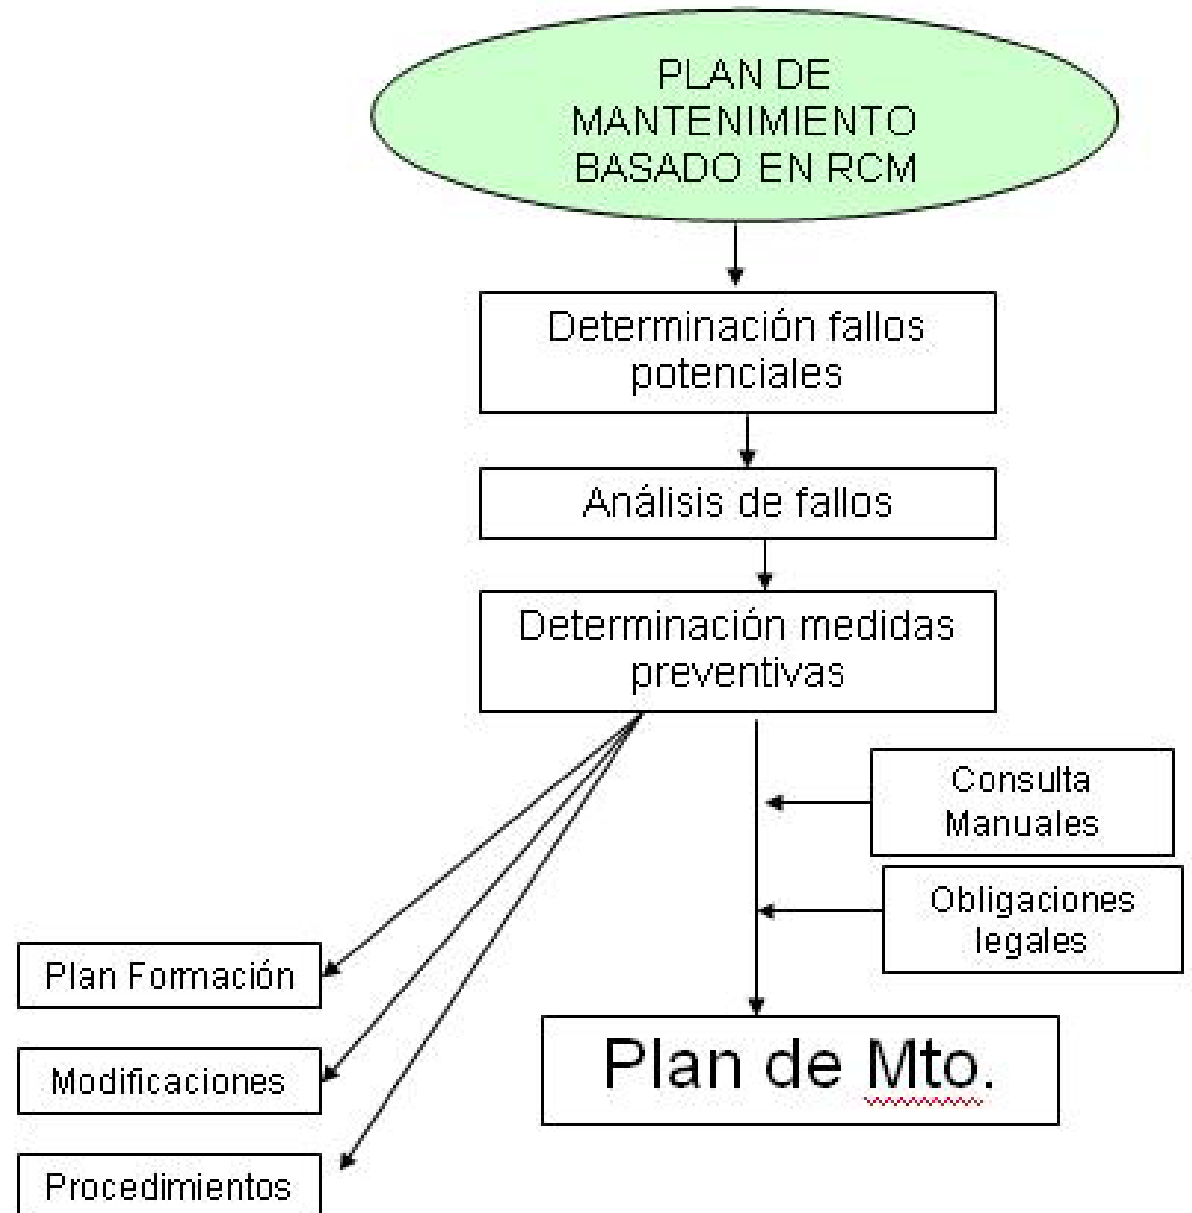 PLAN DE
MANTENIMIENTO
BASADO EN RCM
Determinación fallos
potenciales
Análisis de fallos
Determinación medidas
preventivas
Consulta
Manuales
Obligaciones
legales
Plan Formación
Modificaciones
Procedimientos
Plan de Mto.